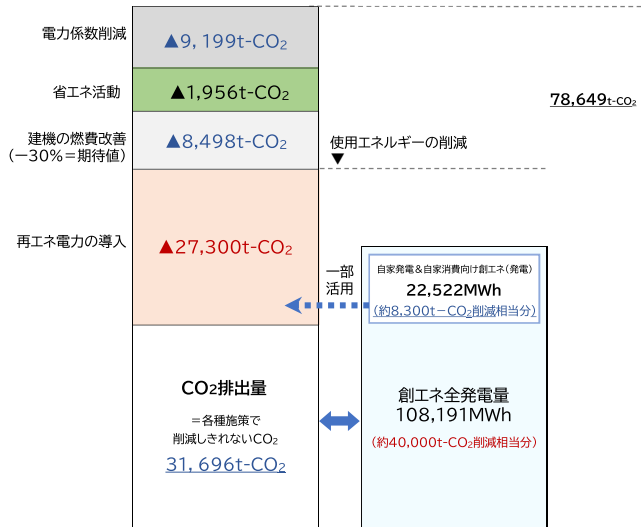 電力係数削減
▲9,199t-CO₂
省エネ活動
▲1,956t-CO₂
78,649t-CO₂
建機の燃費改善
(ー30%=期待値)
▲8,498t-CO₂
使用エネルギーの削減
▼
再エネ電力の導入
▲27,300t-CO₂
一部
活用
自家発電&自家消費向け創エネ(発電)
22,522MWh
(約8,300t-CO₂削減相当分)
CO₂排出量
=各種施策で
削減しきれないCO₂
31,696t-CO₂
創エネ全発電量
108,191MWh
(約40,000t-CO₂削減相当分)